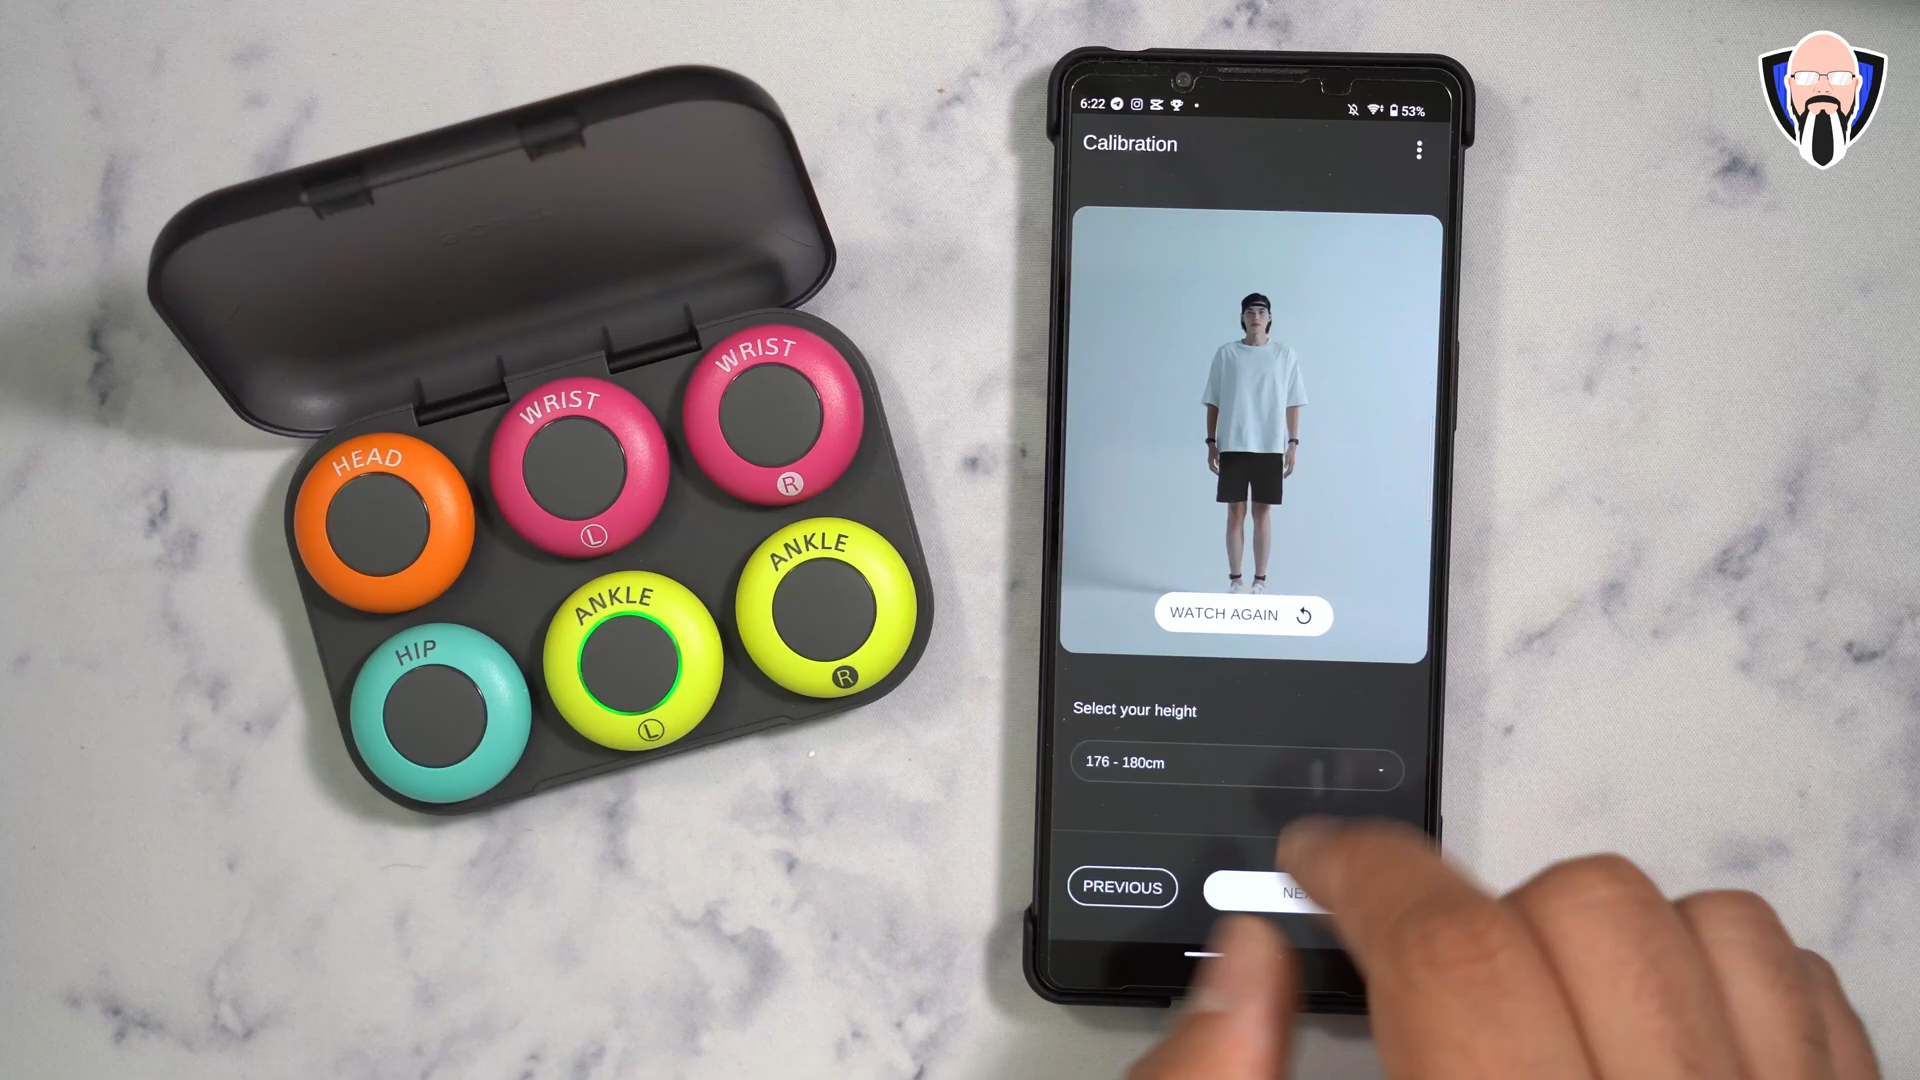 HEAD
WRIST
L
WRIST
R
HIP
ANKLE
L
ANKLE
R
6:22
53%
Calibration
WATCH AGAIN
Select your height
176 - 180cm
PREVIOUS